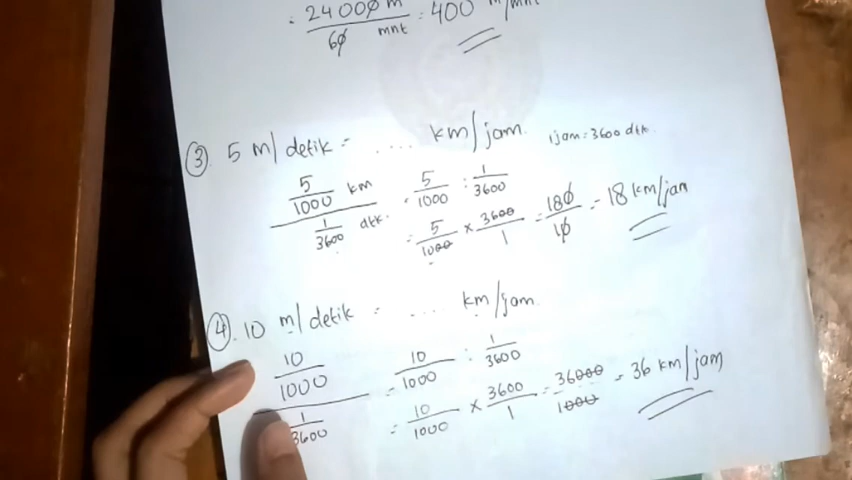 = 24000 m / 60 mnt = 400 m/mnt
③. 5 m/detik = .... km/jam. 1 jam = 3600 dtk.
5/1000 km / 1/3600 dtk. = 5/1000 : 1/3600
= 5/1000 × 3600/1 = 180/10 = 18 km/jam
④. 10 m/detik = .... km/jam.
10/1000 / 1/3600 = 10/1000 : 1/3600
= 10/1000 × 3600/1 = 36000/1000 = 36 km/jam